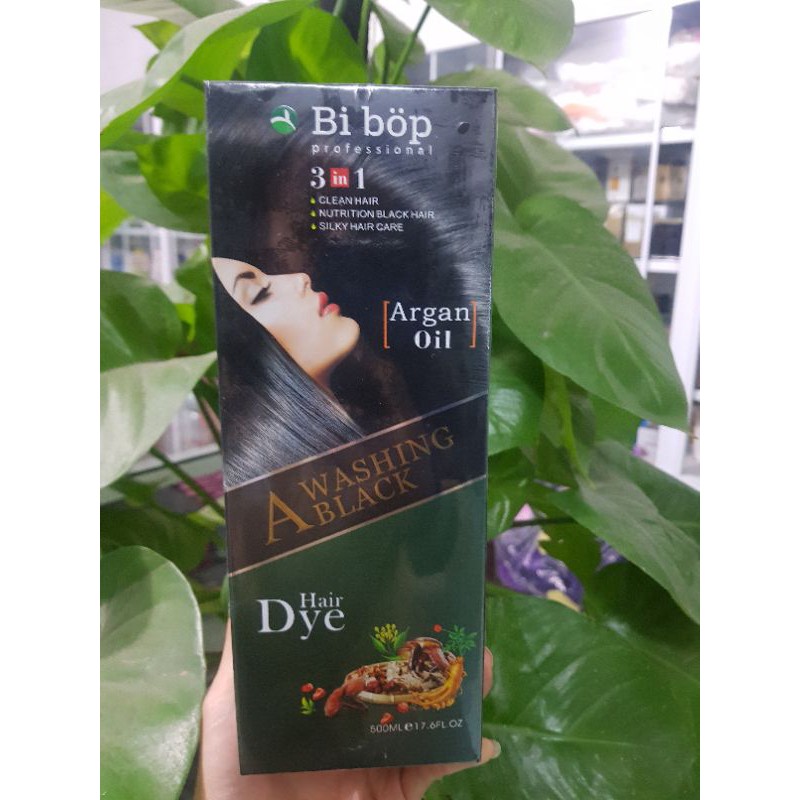 Bi böp
professional
3 in 1
CLEAN HAIR
NUTRITION BLACK HAIR
SILKY HAIR CARE
Argan
Oil
A WASHING
BLACK
Hair
Dye
500ML e 17.6FL OZ